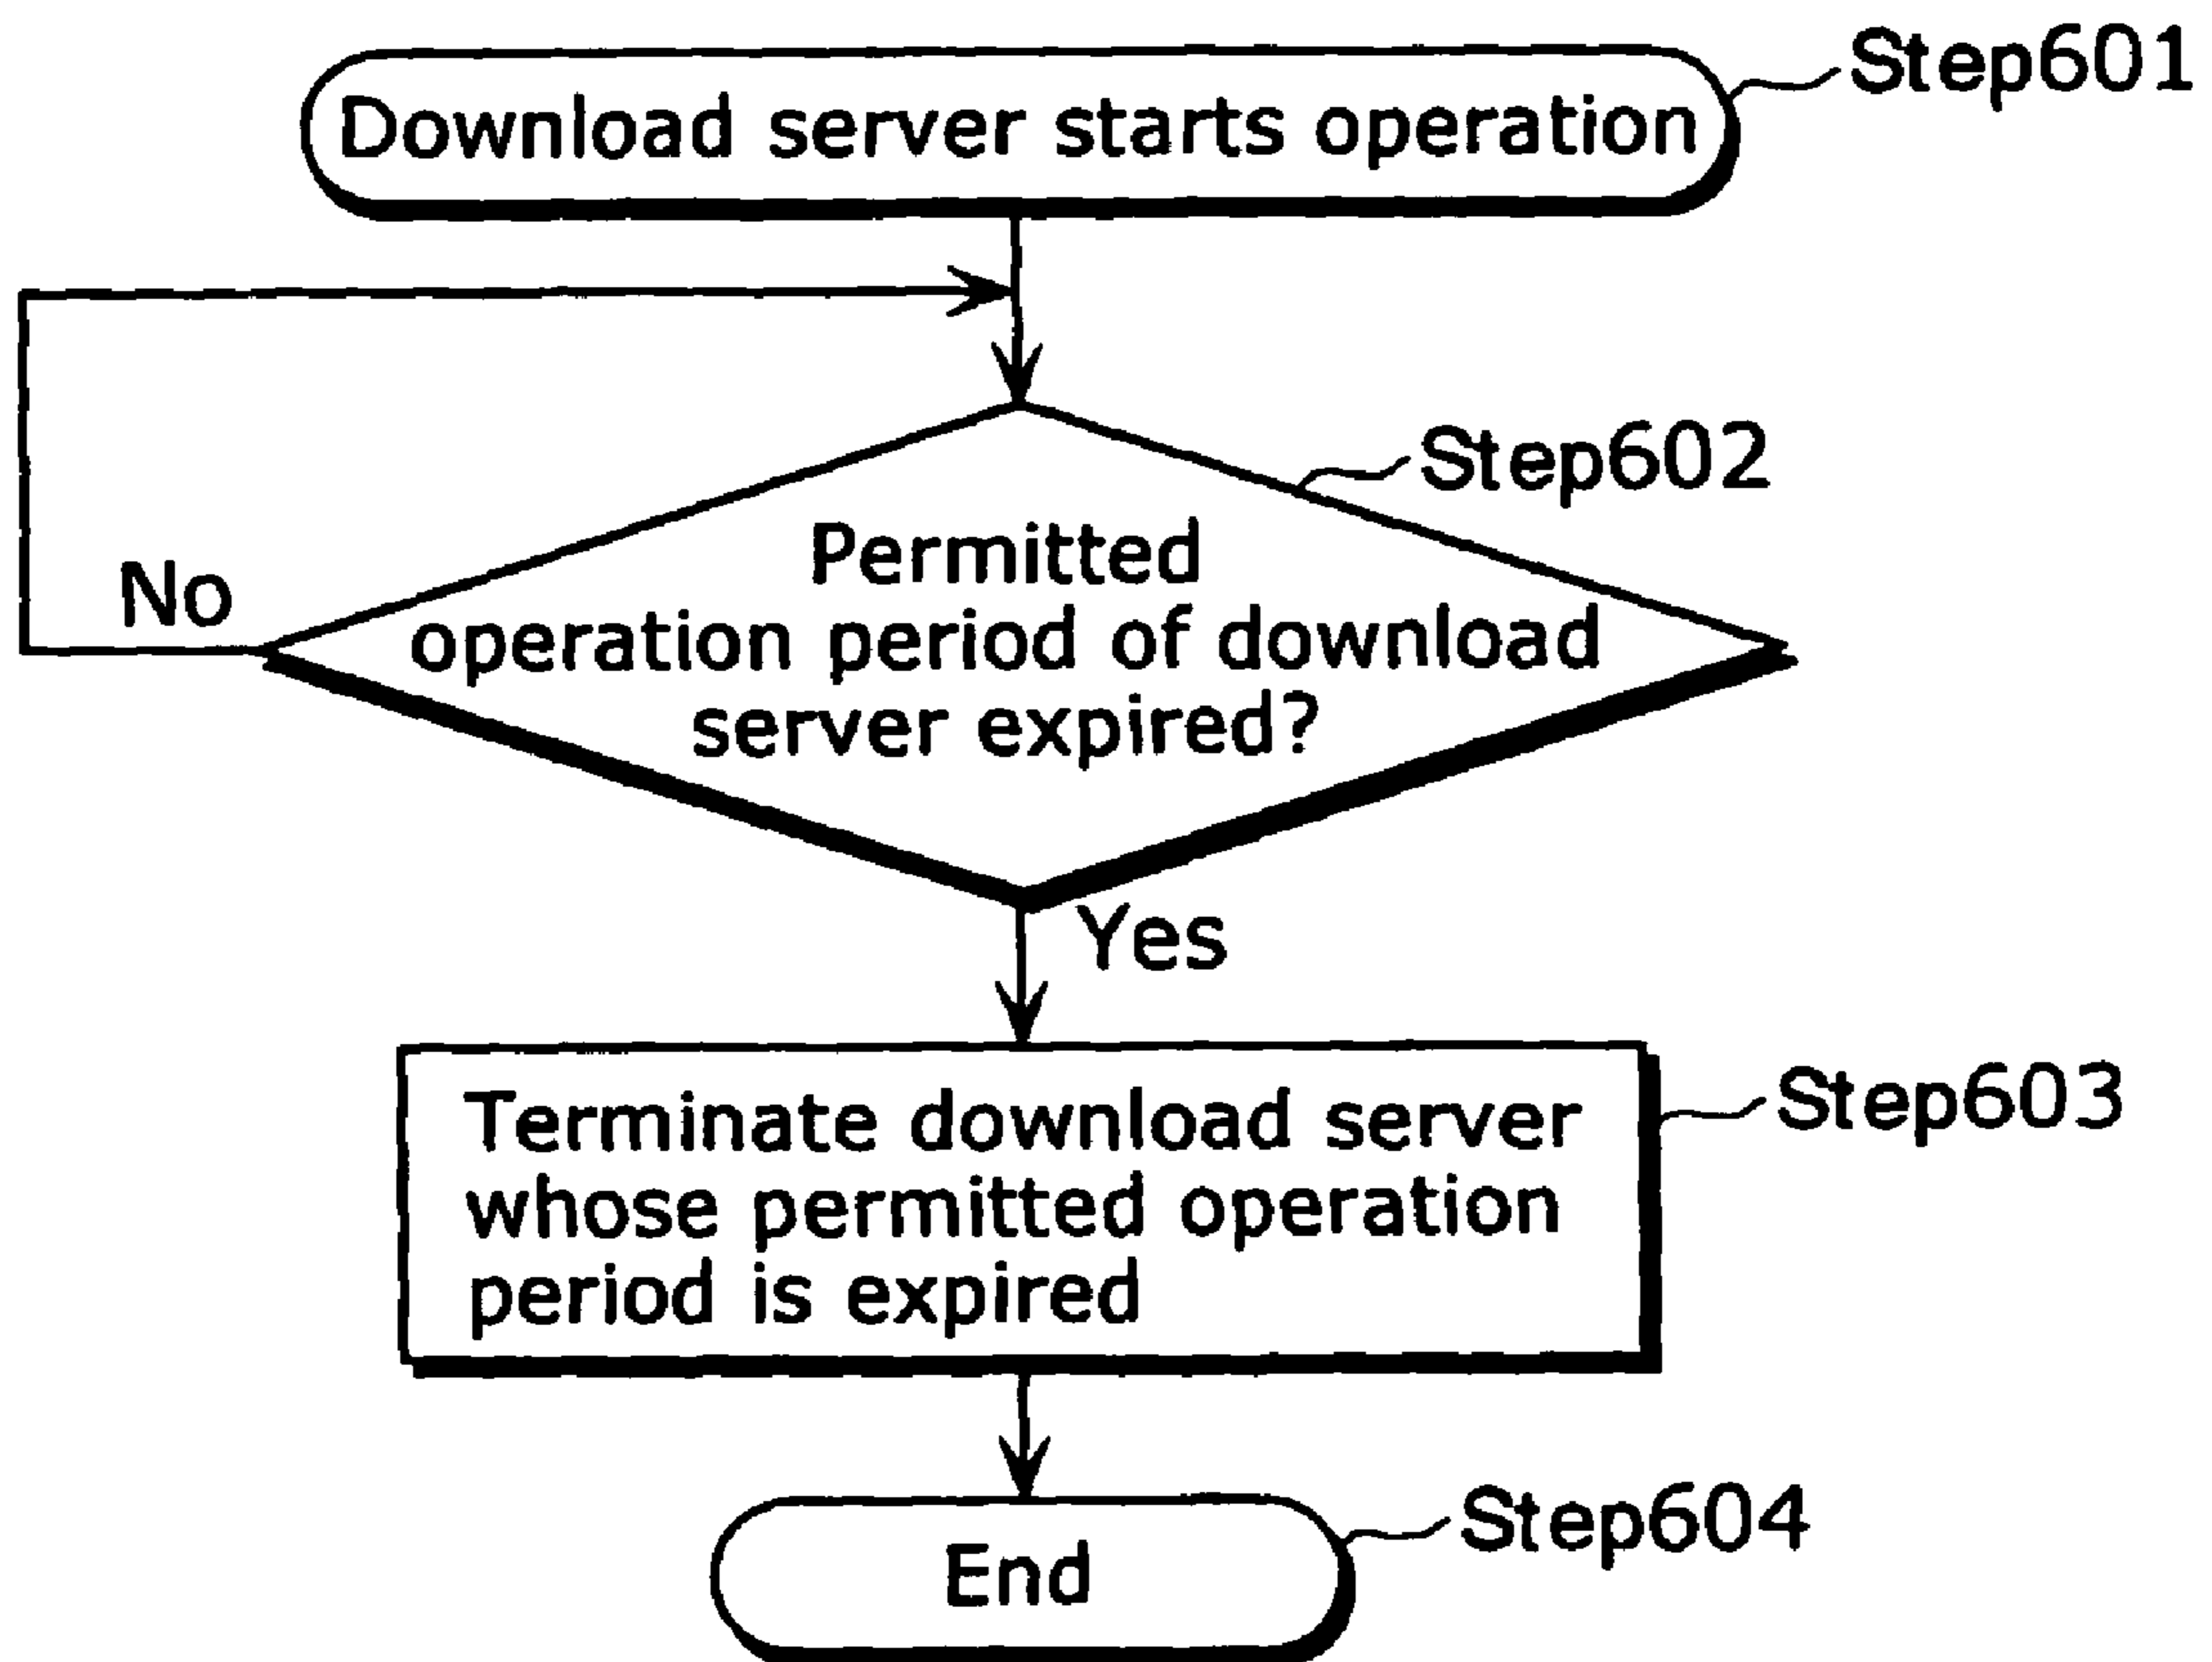 Step601
Download server starts operation
Step602
Permitted
operation period of download
server expired?
No
Yes
Terminate download server
whose permitted operation
period is expired
Step603
End
Step604